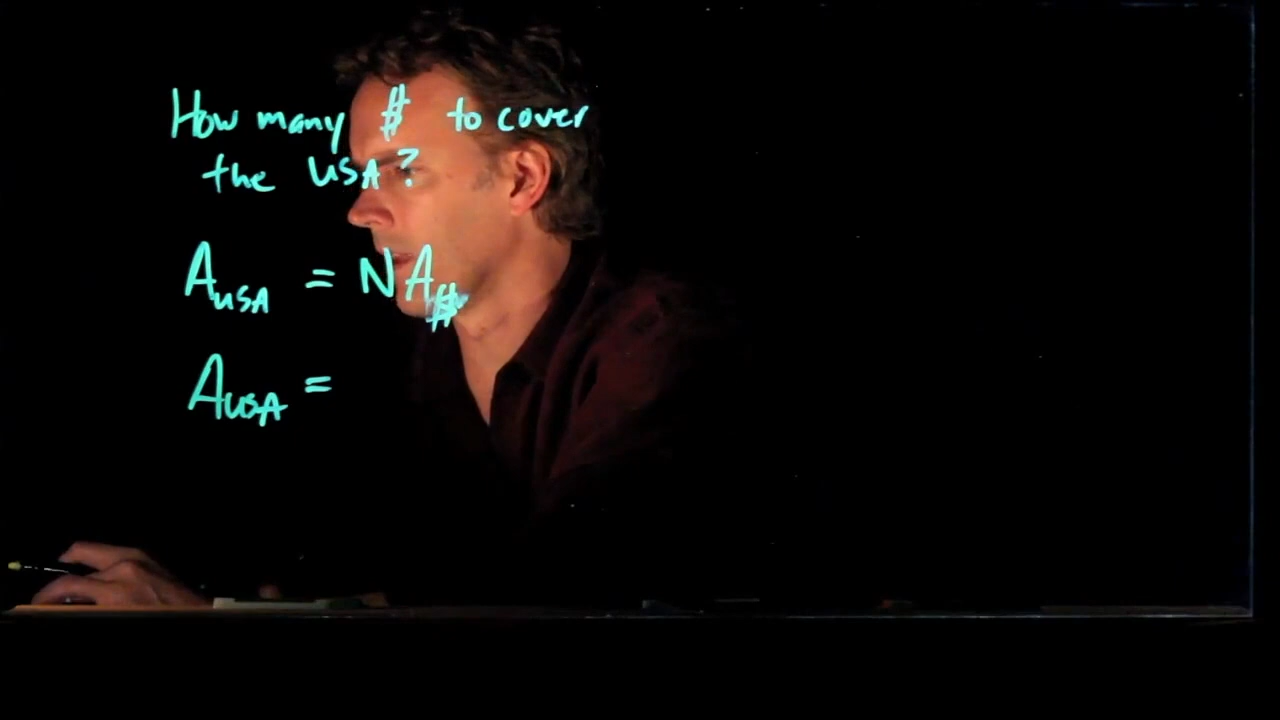 How many $ to cover
the USA?
A_USA = N A_$
A_USA =